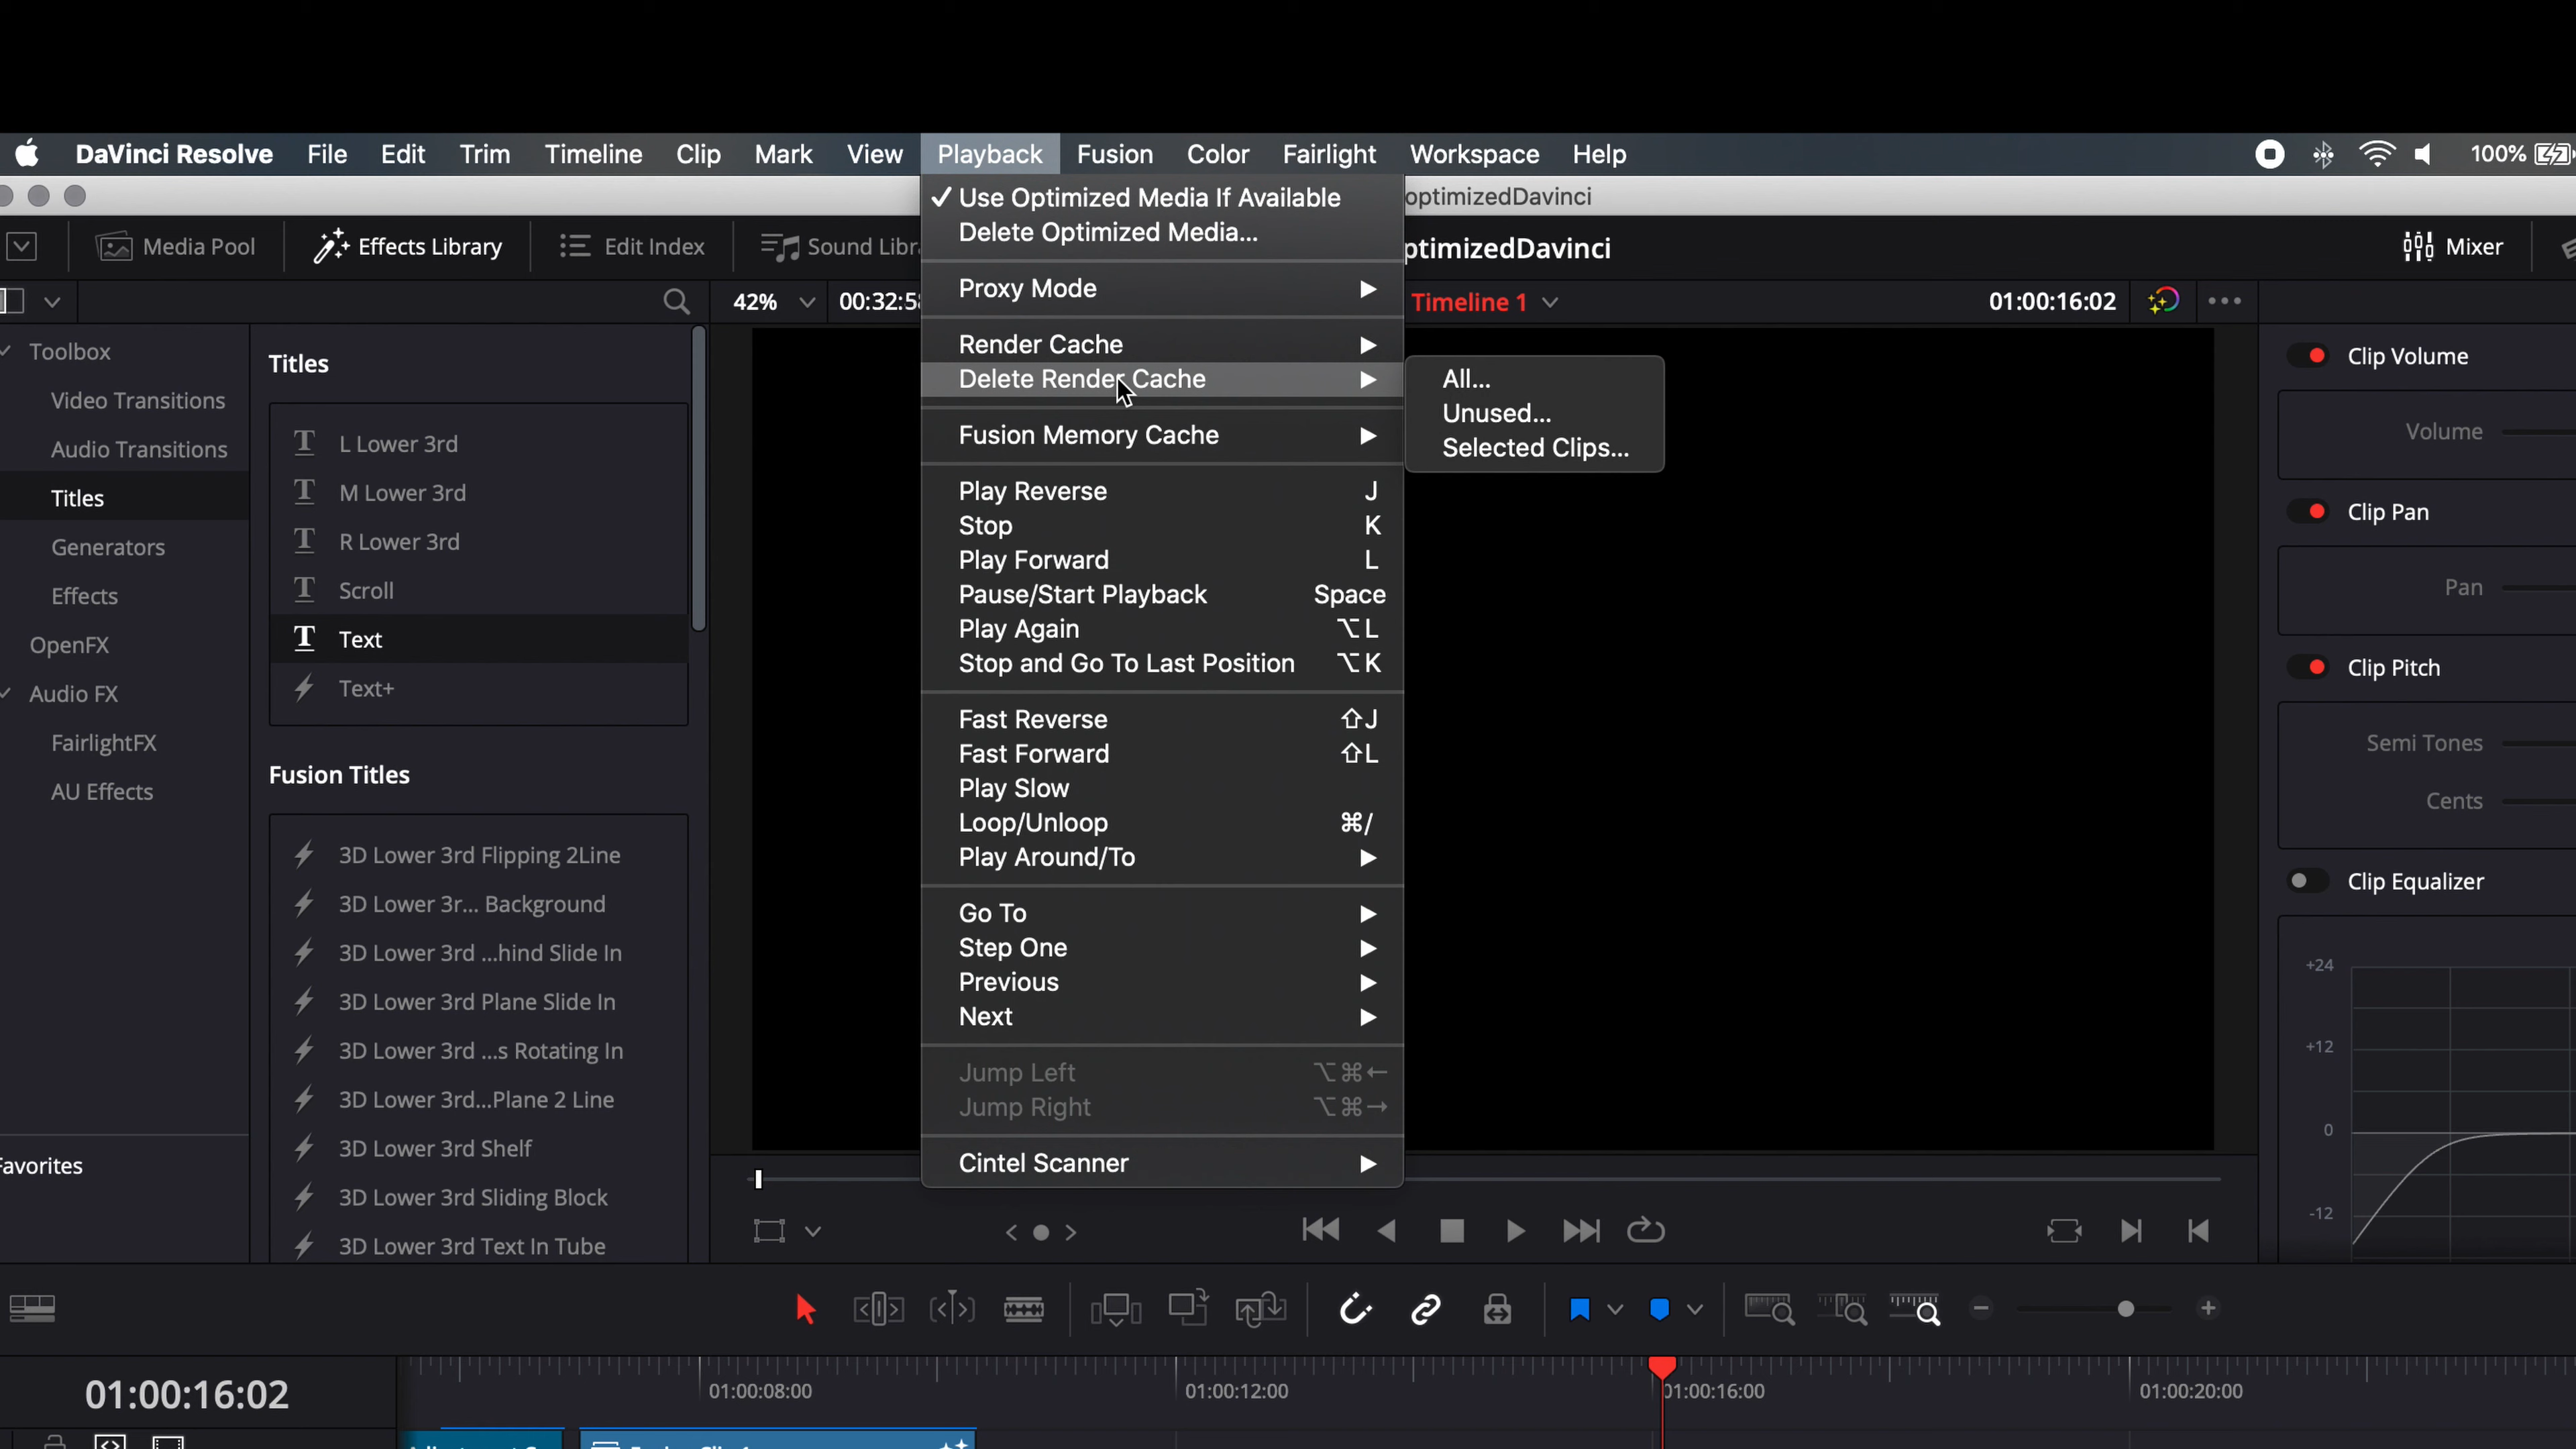 DaVinci Resolve File Edit Trim Timeline Clip Mark View Playback Fusion Color Fairlight Workspace Help 100%
optimizedDavinci
Media Pool Effects Library Edit Index Sound Libr ptimizedDavinci Mixer
42% 00:32:5 Timeline 1 01:00:16:02
Toolbox
Video Transitions
Audio Transitions
Titles
Generators
Effects
OpenFX
Audio FX
FairlightFX
AU Effects
avorites
Titles
L Lower 3rd
M Lower 3rd
R Lower 3rd
Scroll
Text
Text+
Fusion Titles
3D Lower 3rd Flipping 2Line
3D Lower 3r... Background
3D Lower 3rd ...hind Slide In
3D Lower 3rd Plane Slide In
3D Lower 3rd ...s Rotating In
3D Lower 3rd...Plane 2 Line
3D Lower 3rd Shelf
3D Lower 3rd Sliding Block
3D Lower 3rd Text In Tube
✓ Use Optimized Media If Available
Delete Optimized Media...
Proxy Mode ▶
Render Cache ▶
Delete Render Cache ▶
Fusion Memory Cache ▶
Play Reverse J
Stop K
Play Forward L
Pause/Start Playback Space
Play Again ⌥L
Stop and Go To Last Position ⌥K
Fast Reverse ⇧J
Fast Forward ⇧L
Play Slow
Loop/Unloop ⌘/
Play Around/To ▶
Go To ▶
Step One ▶
Previous ▶
Next ▶
Jump Left ⌥⌘←
Jump Right ⌥⌘→
Cintel Scanner ▶
All...
Unused...
Selected Clips...
Clip Volume
Volume
Clip Pan
Pan
Clip Pitch
Semi Tones
Cents
Clip Equalizer
+24
+12
0
-12
01:00:16:02
01:00:08:00 01:00:12:00 01:00:16:00 01:00:20:00